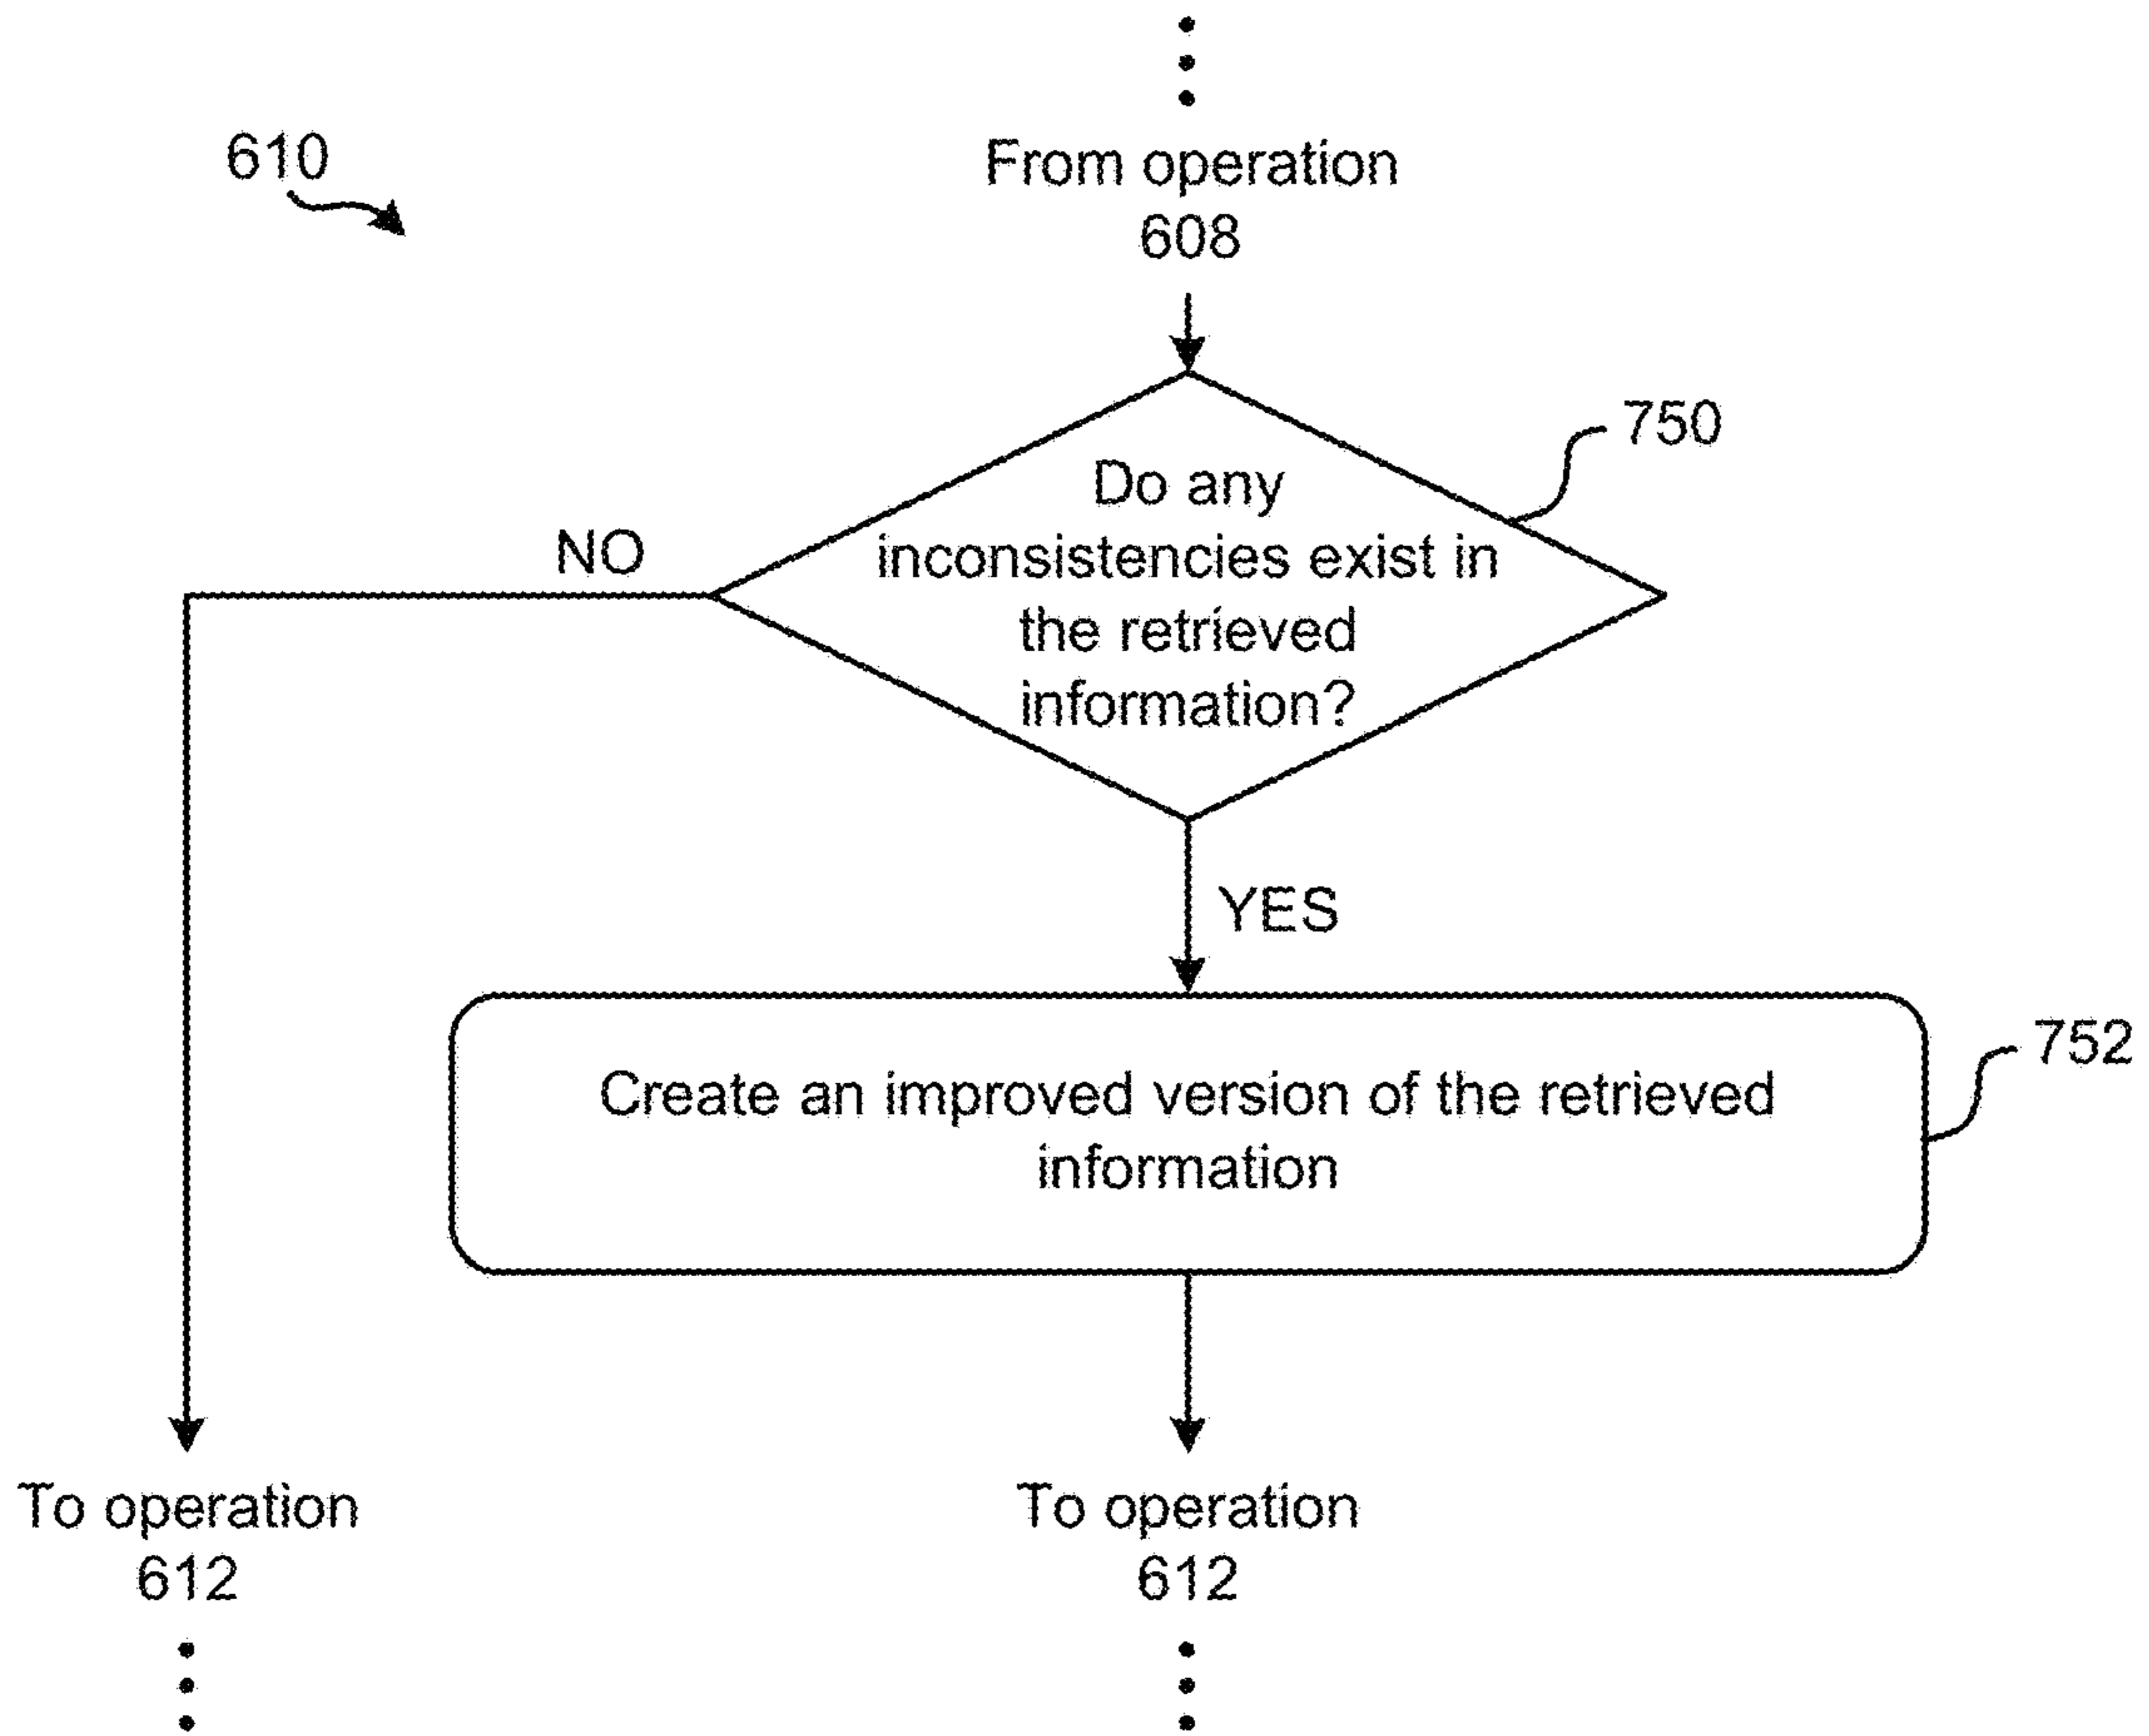 610
From operation
608
750
Do any
inconsistencies exist in
the retrieved
information?
NO
YES
752
Create an improved version of the retrieved
information
To operation
612
To operation
612